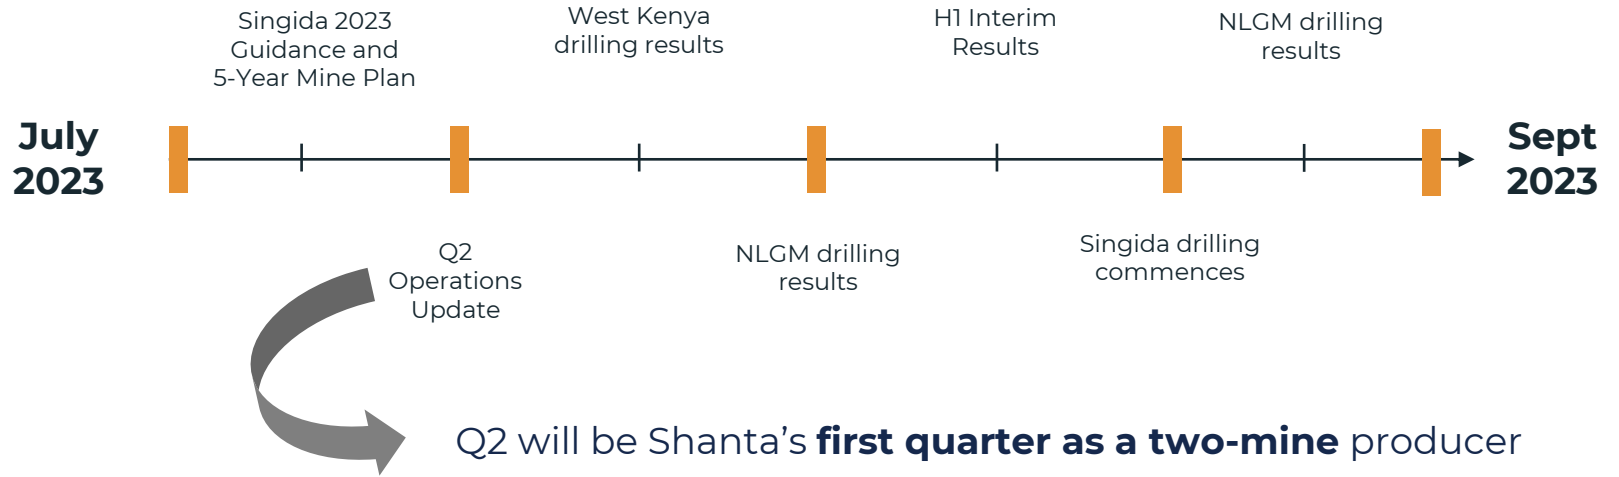 Singida 2023
Guidance and
5-Year Mine Plan
West Kenya
drilling results
H1 Interim
Results
NLGM drilling
results
July
2023
Sept
2023
Q2
Operations
Update
NLGM drilling
results
Singida drilling
commences
Q2 will be Shanta’s first quarter as a two-mine producer